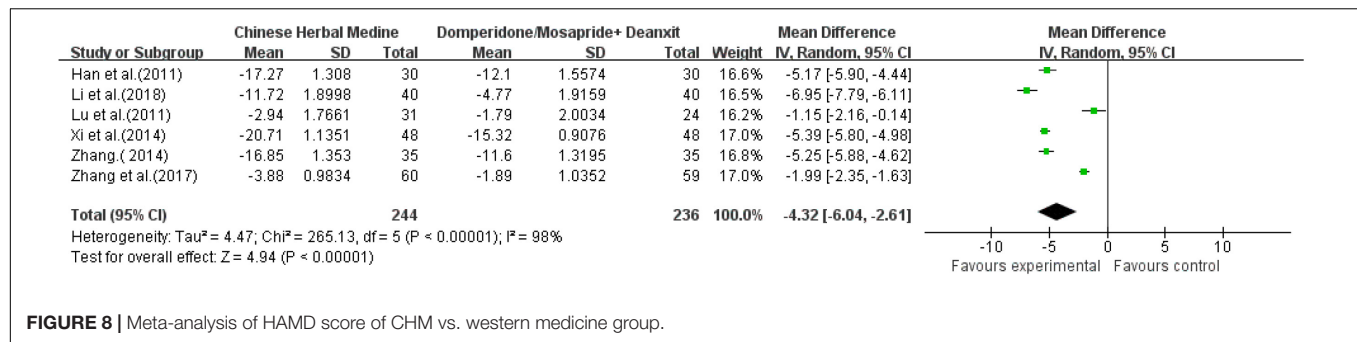 Chinese Herbal Medine Domperidone/Mosapride+ Deanxit Mean Difference Mean Difference
Study or Subgroup Mean SD Total Mean SD Total Weight IV, Random, 95% CI IV, Random, 95% CI
Han et al.(2011) -17.27 1.308 30 -12.1 1.5574 30 16.6% -5.17 [-5.90, -4.44]
Li et al.(2018) -11.72 1.8998 40 -4.77 1.9159 40 16.5% -6.95 [-7.79, -6.11]
Lu et al.(2011) -2.94 1.7661 31 -1.79 2.0034 24 16.2% -1.15 [-2.16, -0.14]
Xi et al.(2014) -20.71 1.1351 48 -15.32 0.9076 48 17.0% -5.39 [-5.80, -4.98]
Zhang.( 2014) -16.85 1.353 35 -11.6 1.3195 35 16.8% -5.25 [-5.88, -4.62]
Zhang et al.(2017) -3.88 0.9834 60 -1.89 1.0352 59 17.0% -1.99 [-2.35, -1.63]
Total (95% CI) 244 236 100.0% -4.32 [-6.04, -2.61]
Heterogeneity: Tau² = 4.47; Chi² = 265.13, df = 5 (P < 0.00001); I² = 98%
Test for overall effect: Z = 4.94 (P < 0.00001)
-10 -5 0 5 10
Favours experimental Favours control
FIGURE 8 | Meta-analysis of HAMD score of CHM vs. western medicine group.